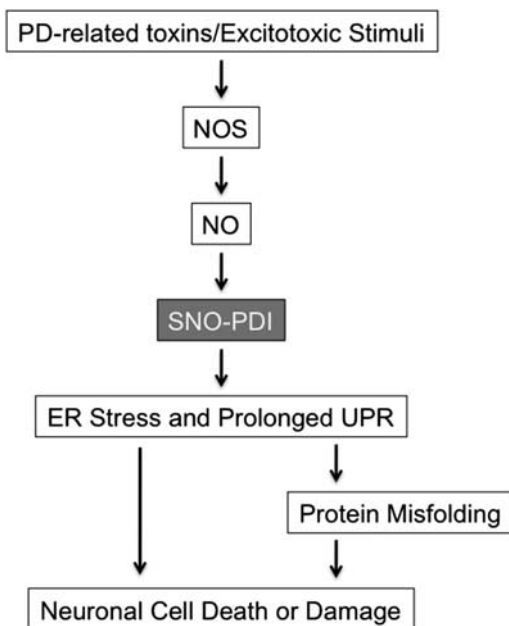 PD-related toxins/Excitotoxic Stimuli
NOS
NO
SNO-PDI
ER Stress and Prolonged UPR
Protein Misfolding
Neuronal Cell Death or Damage